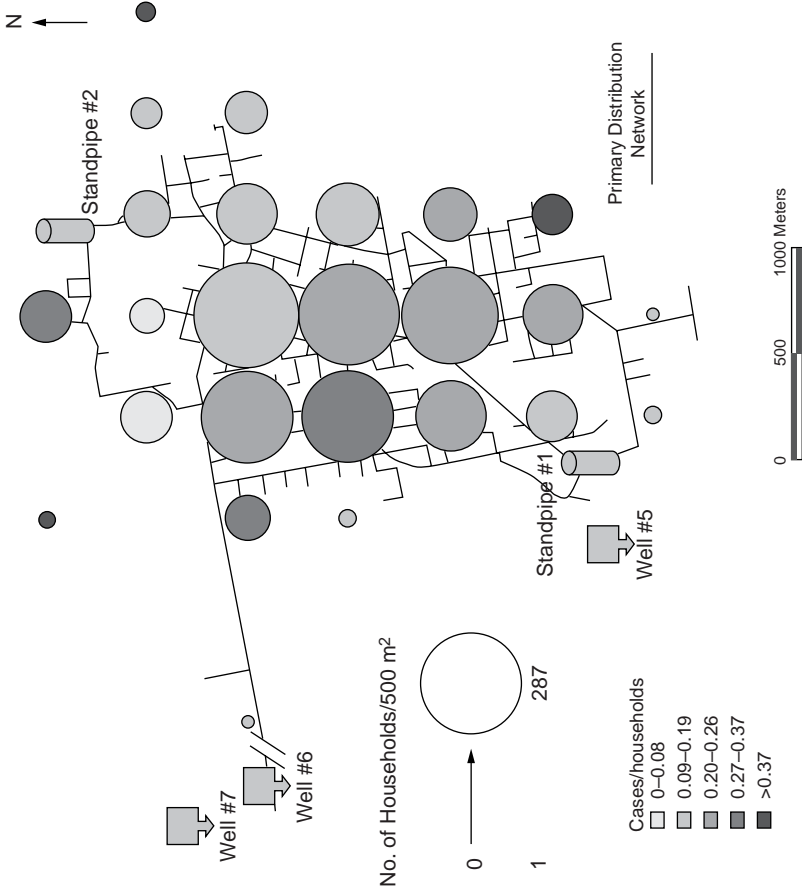 N
Standpipe #2
Primary Distribution
Network
1000 Meters
500
0
Standpipe #1
Well #5
No. of Households/500 m²
287
0
1
Well #6
Well #7
Cases/households
0–0.08
0.09–0.19
0.20–0.26
0.27–0.37
>0.37